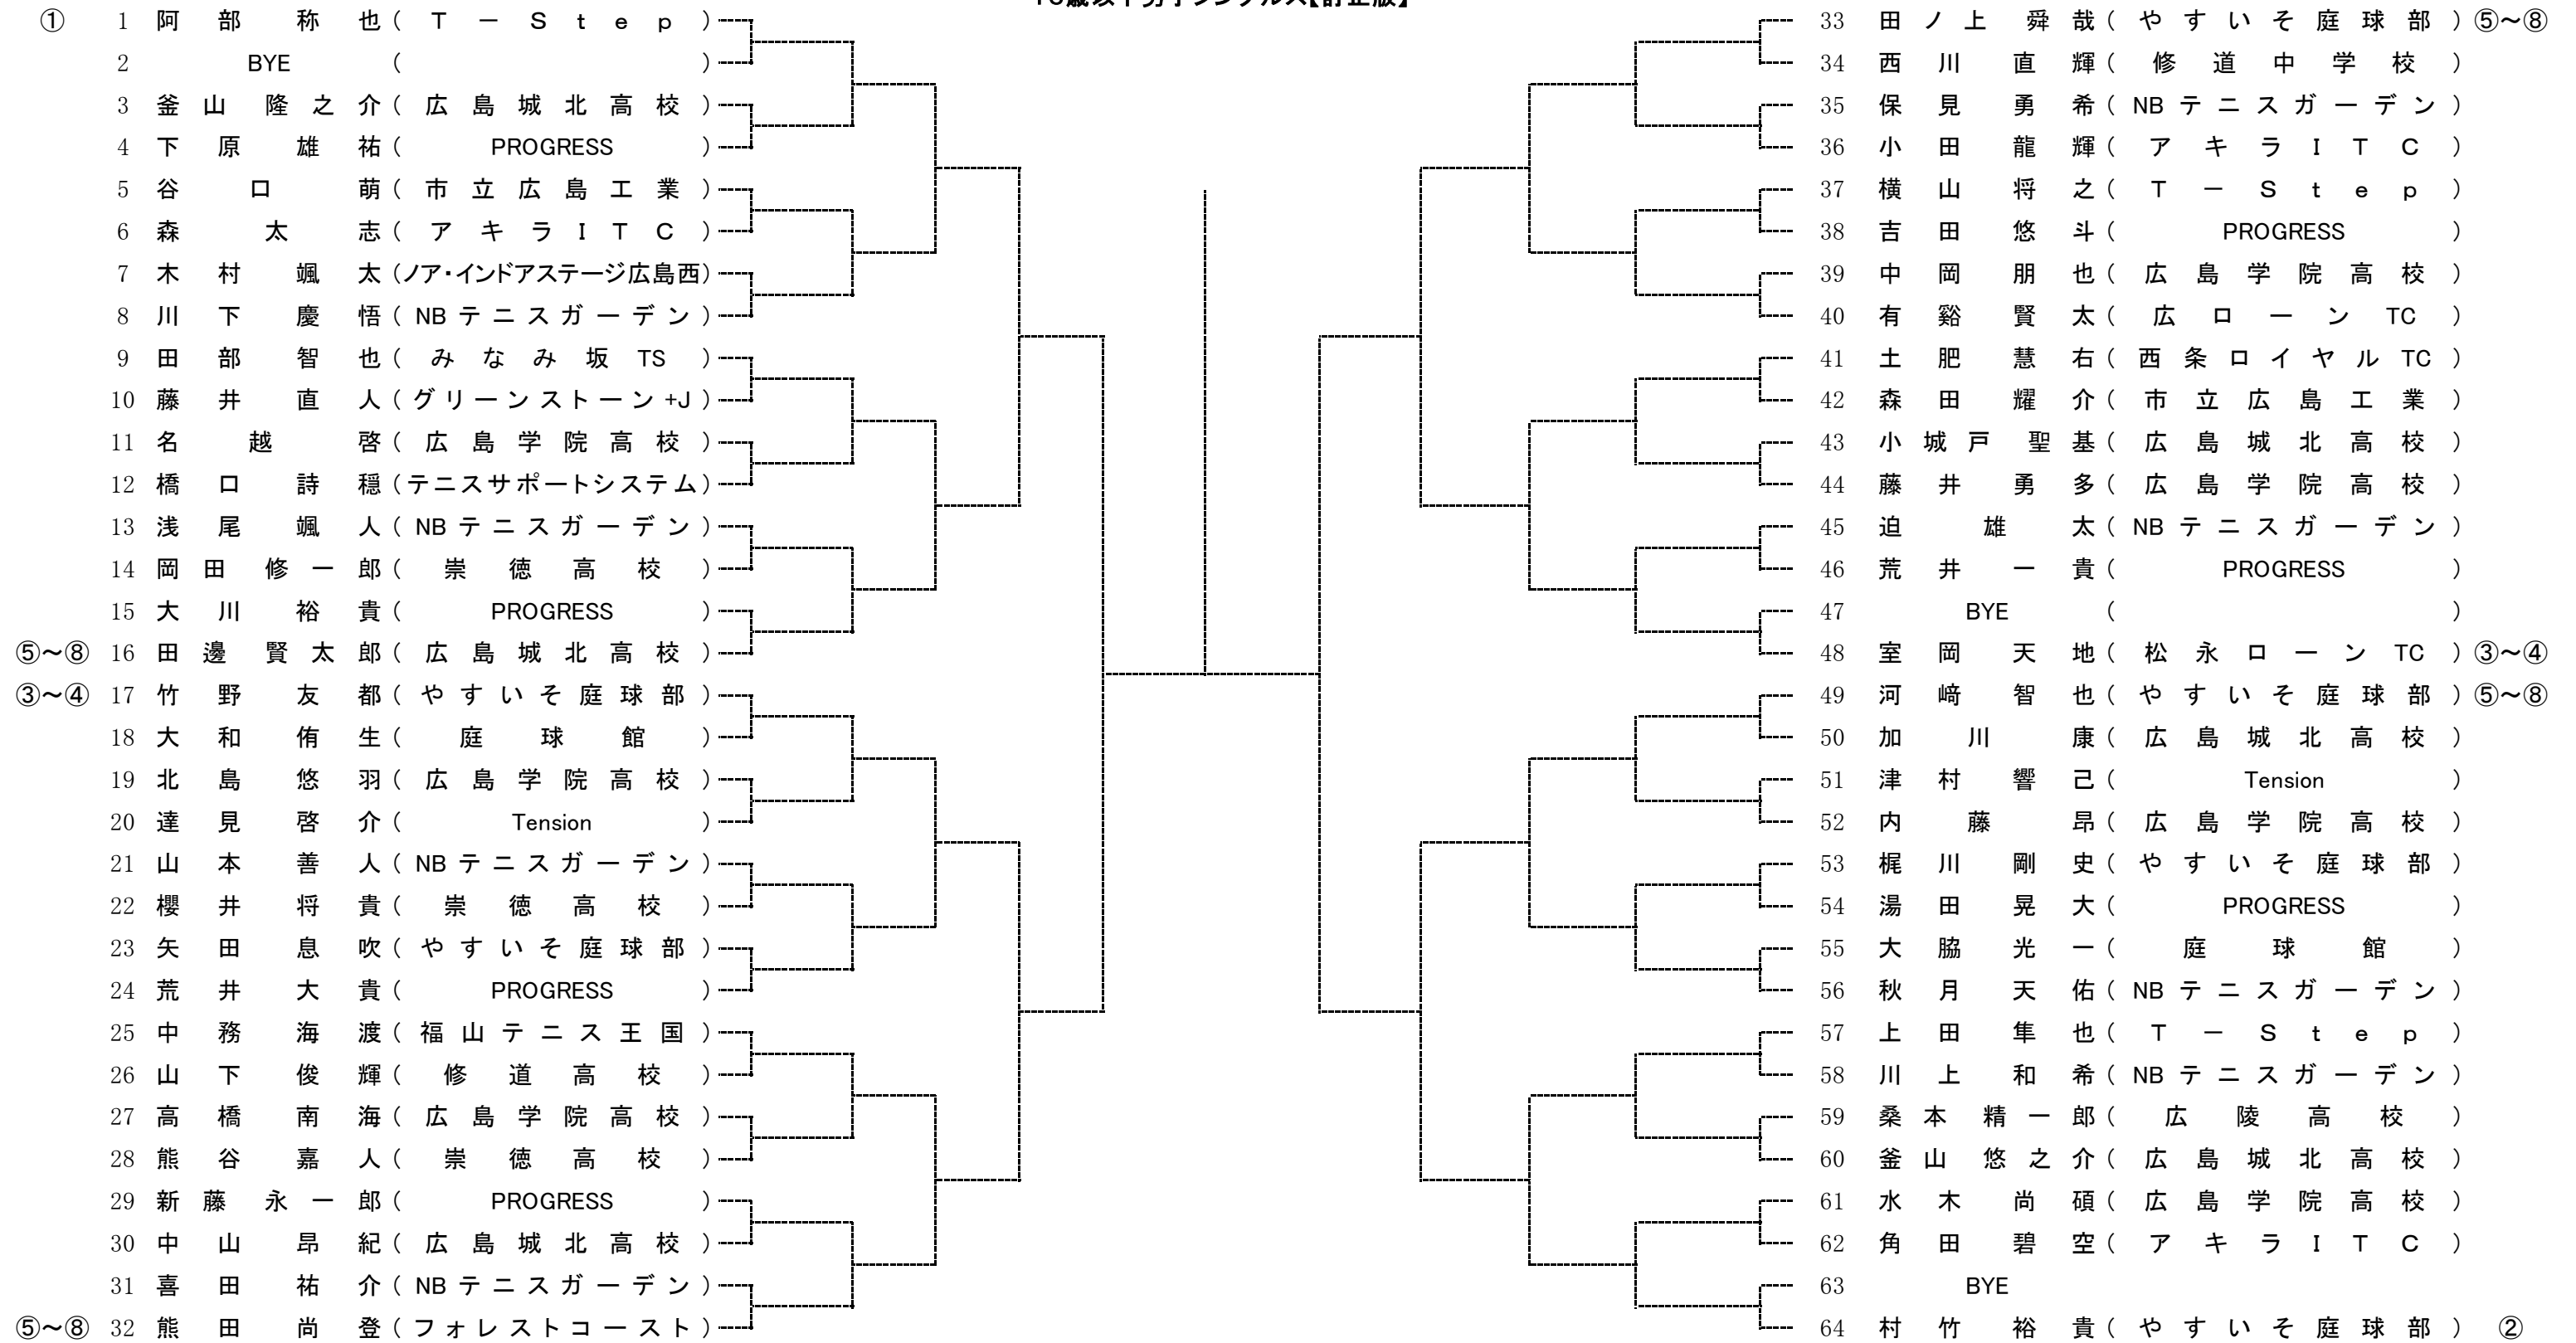 歳以下男子シングルス【訂正版】
① 1 阿部 称也 ( T－Step )
2 BYE ( )
3 釜山 隆之介 ( 広島城北高校 )
4 下原 雄祐 ( PROGRESS )
5 谷口 萌 ( 市立広島工業 )
6 森 太志 ( アキラITC )
7 木村 颯太 (ノア・インドアステージ広島西)
8 川下 慶悟 ( NBテニスガーデン )
9 田部 智也 ( みなみ坂TS )
10 藤井 直人 ( グリーンストーン+J )
11 名越 啓 ( 広島学院高校 )
12 橋口 詩穏 ( テニスサポートシステム )
13 浅尾 颯人 ( NBテニスガーデン )
14 岡田 修一郎 ( 崇徳高校 )
15 大川 裕貴 ( PROGRESS )
⑤～⑧ 16 田邊 賢太郎 ( 広島城北高校 )
③～④ 17 竹野 友都 ( やすいそ庭球部 )
18 大和 侑生 ( 庭球館 )
19 北島 悠羽 ( 広島学院高校 )
20 達見 啓介 ( Tension )
21 山本 善人 ( NBテニスガーデン )
22 櫻井 将貴 ( 崇徳高校 )
23 矢田 息吹 ( やすいそ庭球部 )
24 荒井 大貴 ( PROGRESS )
25 中務 海渡 ( 福山テニス王国 )
26 山下 俊輝 ( 修道高校 )
27 高橋 南海 ( 広島学院高校 )
28 熊谷 嘉人 ( 崇徳高校 )
29 新藤 永一郎 ( PROGRESS )
30 中山 昂紀 ( 広島城北高校 )
31 喜田 祐介 ( NBテニスガーデン )
⑤～⑧ 32 熊田 尚登 ( フォレストコースト )
33 田ノ上 舜哉 ( やすいそ庭球部 ) ⑤～⑧
34 西川 直輝 ( 修道中学校 )
35 保見 勇希 ( NBテニスガーデン )
36 小田 龍輝 ( アキラITC )
37 横山 将之 ( T－Step )
38 吉田 悠斗 ( PROGRESS )
39 中岡 朋也 ( 広島学院高校 )
40 有谿 賢太 ( 広ローンTC )
41 土肥 慧右 ( 西条ロイヤルTC )
42 森田 耀介 ( 市立広島工業 )
43 小城戸 聖基 ( 広島城北高校 )
44 藤井 勇多 ( 広島学院高校 )
45 迫 雄太 ( NBテニスガーデン )
46 荒井 一貴 ( PROGRESS )
47 BYE ( )
48 室岡 天地 ( 松永ローンTC ) ③～④
49 河﨑 智也 ( やすいそ庭球部 ) ⑤～⑧
50 加川 康 ( 広島城北高校 )
51 津村 響己 ( Tension )
52 内藤 昂 ( 広島学院高校 )
53 梶川 剛史 ( やすいそ庭球部 )
54 湯田 晃大 ( PROGRESS )
55 大脇 光一 ( 庭球館 )
56 秋月 天佑 ( NBテニスガーデン )
57 上田 隼也 ( T－Step )
58 川上 和希 ( NBテニスガーデン )
59 桑本 精一郎 ( 広陵高校 )
60 釜山 悠之介 ( 広島城北高校 )
61 水木 尚碩 ( 広島学院高校 )
62 角田 碧空 ( アキラITC )
63 BYE
64 村竹 裕貴 ( やすいそ庭球部 ) ②